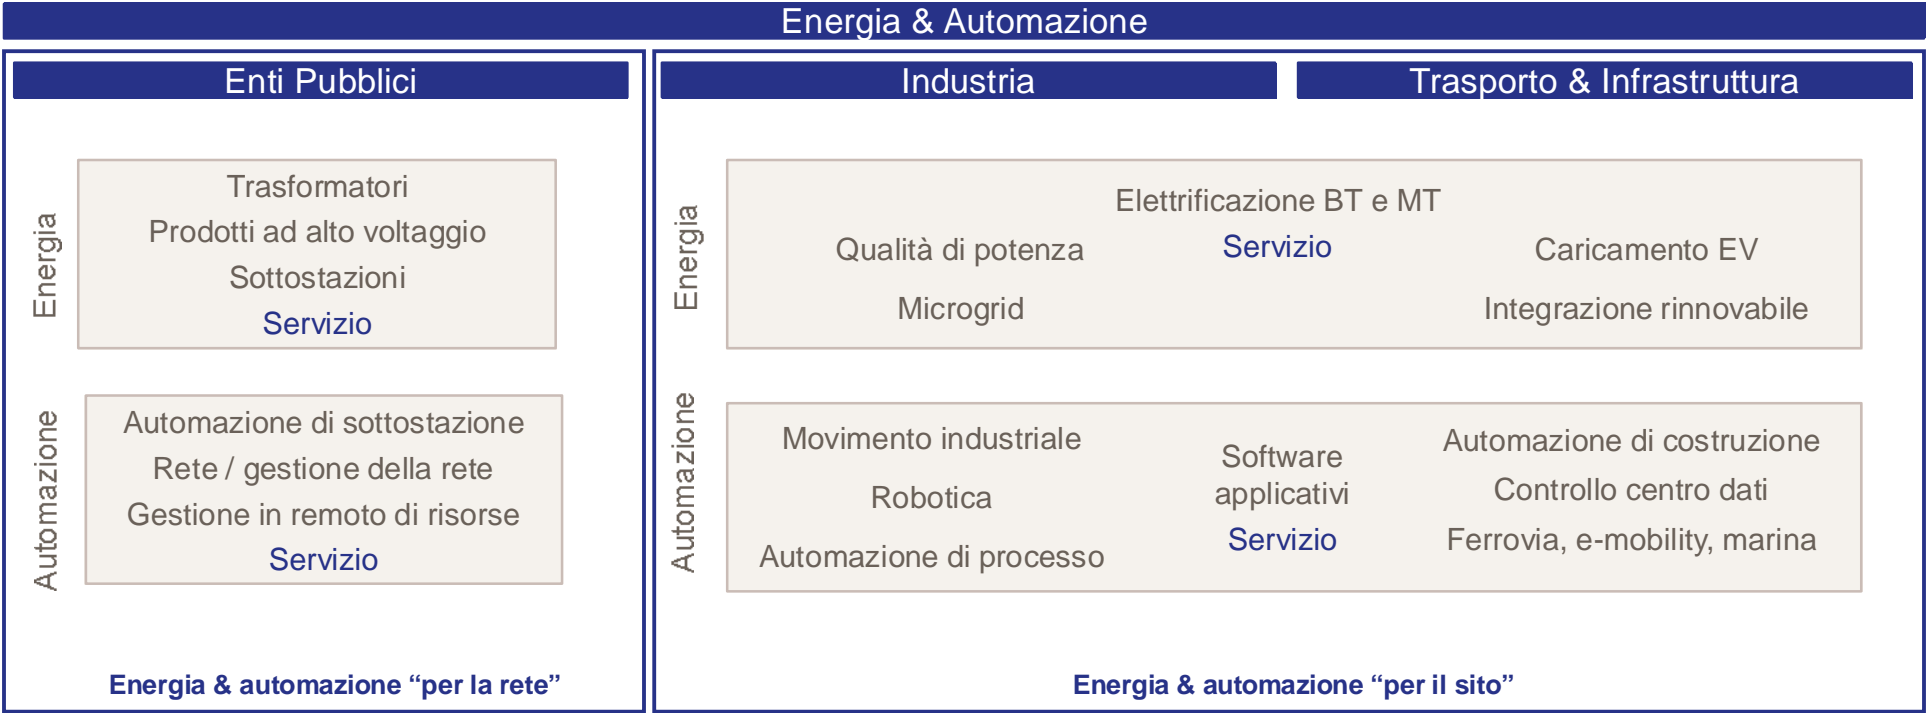 Energia & Automazione
Enti Pubblici
Energia
Trasformatori
Prodotti ad alto voltaggio
Sottostazioni
Servizio
Automazione
Automazione di sottostazione
Rete / gestione della rete
Gestione in remoto di risorse
Servizio
Energia & automazione “per la rete”
Industria
Trasporto & Infrastruttura
Energia
Elettrificazione BT e MT
Qualità di potenza
Servizio
Caricamento EV
Microgrid
Integrazione rinnovabile
Automazione
Movimento industriale
Robotica
Automazione di processo
Software
applicativi
Servizio
Automazione di costruzione
Controllo centro dati
Ferrovia, e-mobility, marina
Energia & automazione “per il sito”